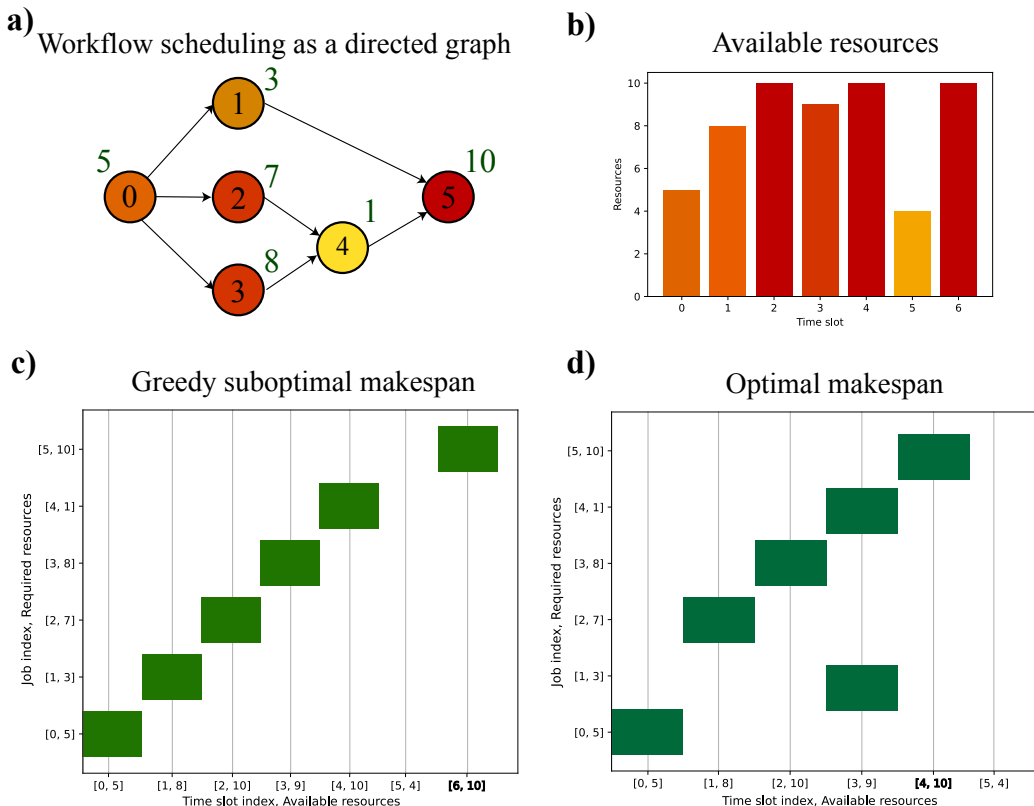 a)
Workflow scheduling as a directed graph
3
1
5
7
10
0
2
5
1
4
8
3
b)
Available resources
10
8
6
4
2
0
Resources
0 1 2 3 4 5 6
Time slot
c)
Greedy suboptimal makespan
[5, 10]
[4, 1]
[3, 8]
[2, 7]
[1, 3]
[0, 5]
Job index, Required resources
[0, 5] [1, 8] [2, 10] [3, 9] [4, 10] [5, 4] [6, 10]
Time slot index, Available resources
d)
Optimal makespan
[5, 10]
[4, 1]
[3, 8]
[2, 7]
[1, 3]
[0, 5]
Job index, Required resources
[0, 5] [1, 8] [2, 10] [3, 9] [4, 10] [5, 4]
Time slot index, Available resources